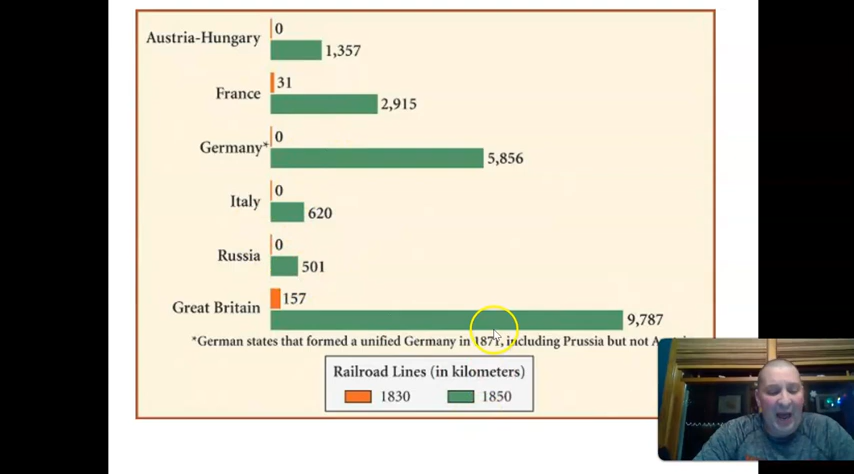 0
Austria-Hungary
1,357
31
France
2,915
0
Germany*
5,856
0
Italy
620
0
Russia
501
157
Great Britain
9,787
*German states that formed a unified Germany in 1871, including Prussia but not
Railroad Lines (in kilometers)
1830 1850